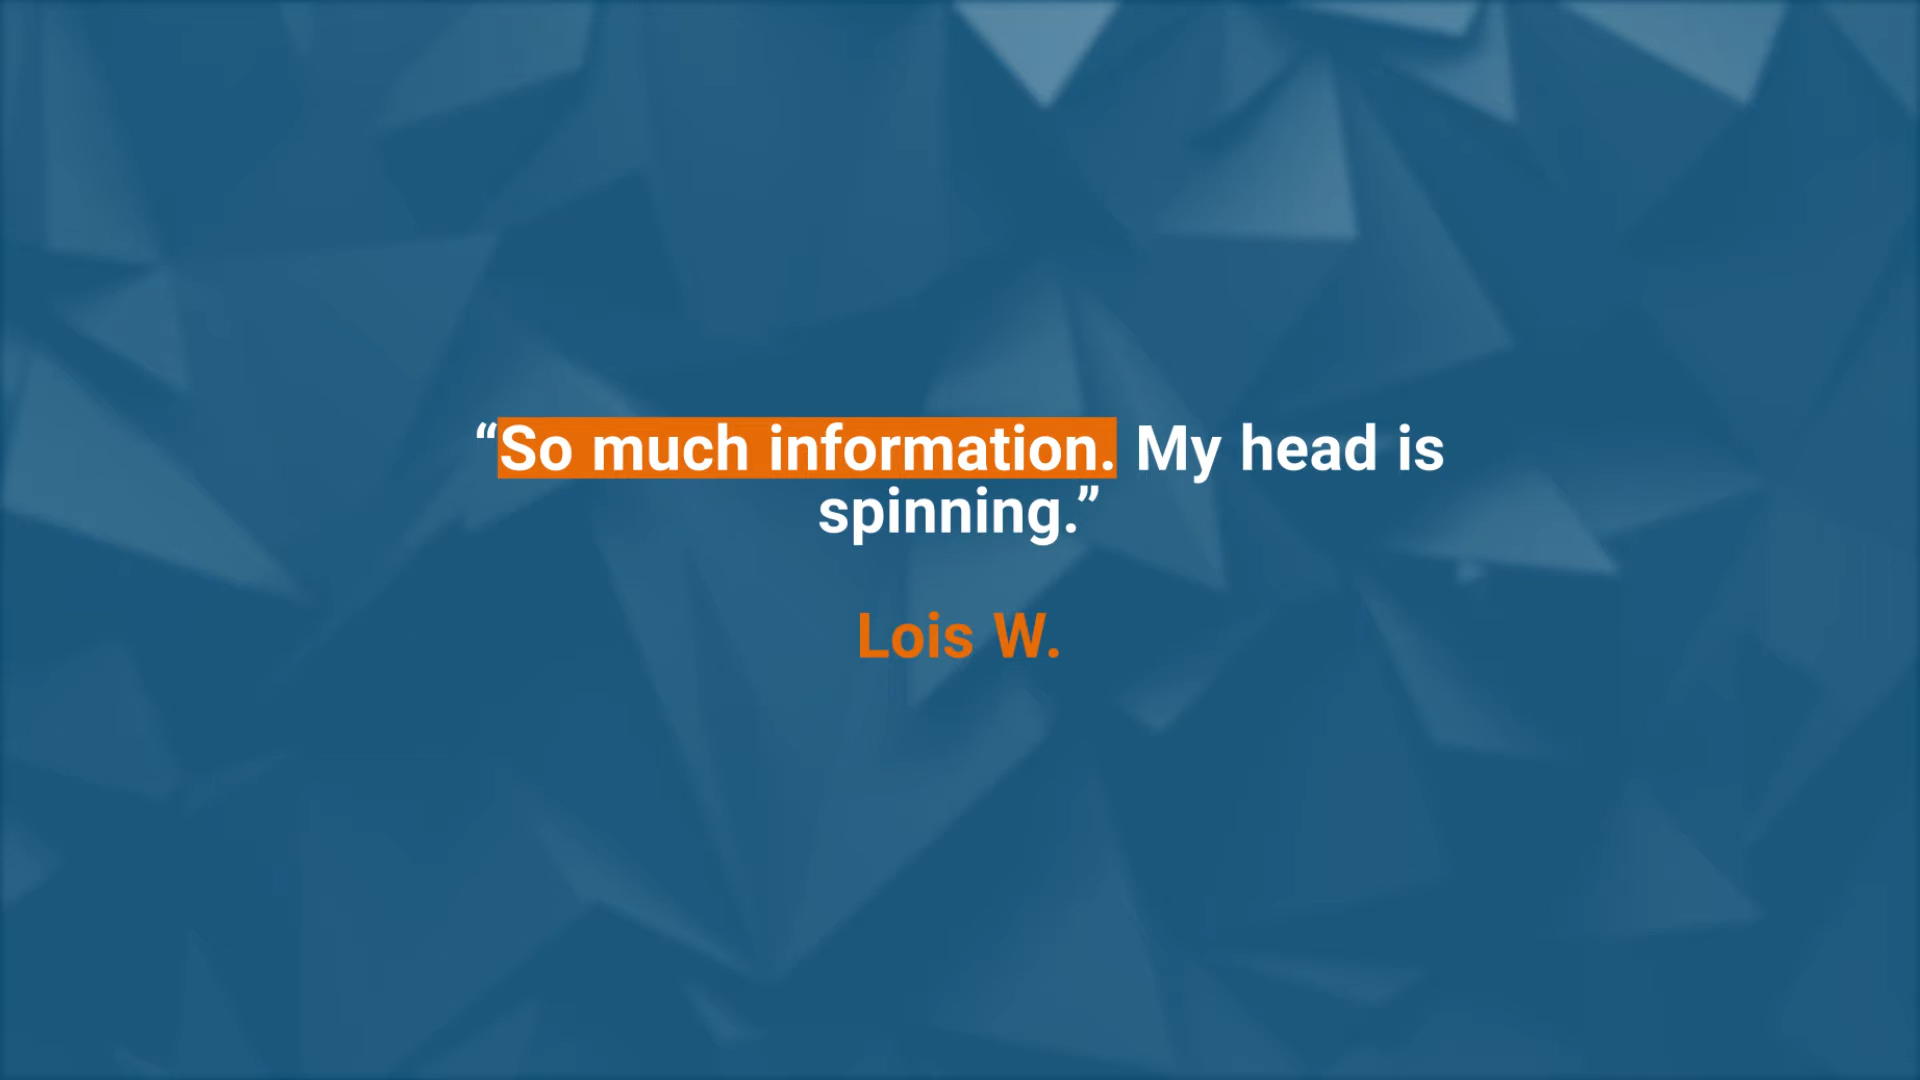 “So much information. My head is
spinning.”
Lois W.